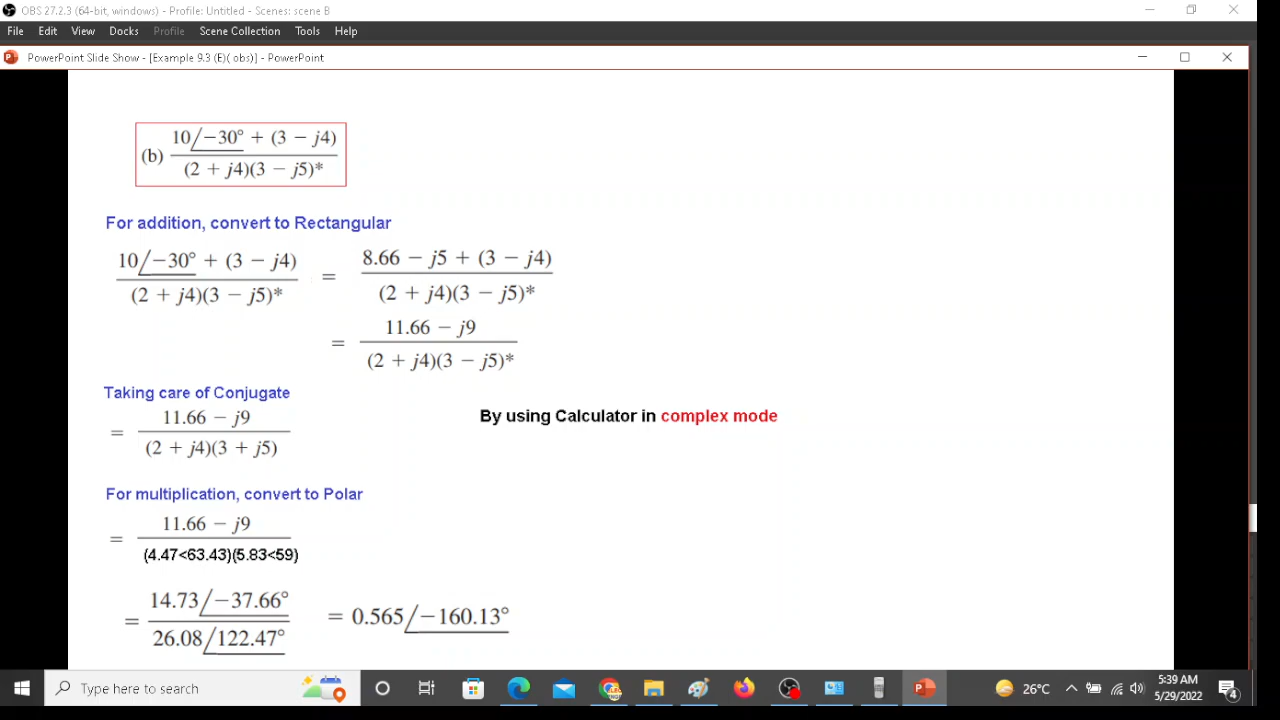 OBS 27.2.3 (64-bit, windows) - Profile: Untitled - Scenes: scene B
File Edit View Docks Profile Scene Collection Tools Help
PowerPoint Slide Show - [Example 9.3 (E)( obs)] - PowerPoint
(b) 10/−30° + (3 − j4)
(2 + j4)(3 − j5)*
For addition, convert to Rectangular
10/−30° + (3 − j4) = 8.66 − j5 + (3 − j4)
(2 + j4)(3 − j5)* (2 + j4)(3 − j5)*
= 11.66 − j9
(2 + j4)(3 − j5)*
Taking care of Conjugate
= 11.66 − j9
(2 + j4)(3 + j5)
By using Calculator in complex mode
For multiplication, convert to Polar
= 11.66 − j9
(4.47<63.43)(5.83<59)
= 14.73/−37.66° = 0.565/−160.13°
26.08/122.47°
Type here to search
26°C
5:39 AM
5/29/2022
4